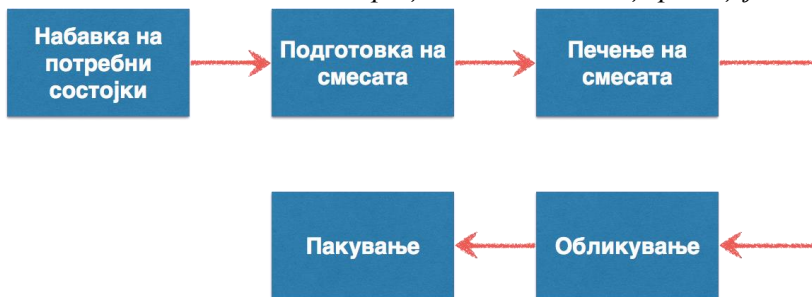 Набавка на
потребни
состојки
Подготовка на
смесата
Печење на
смесата
Обликување
Пакување